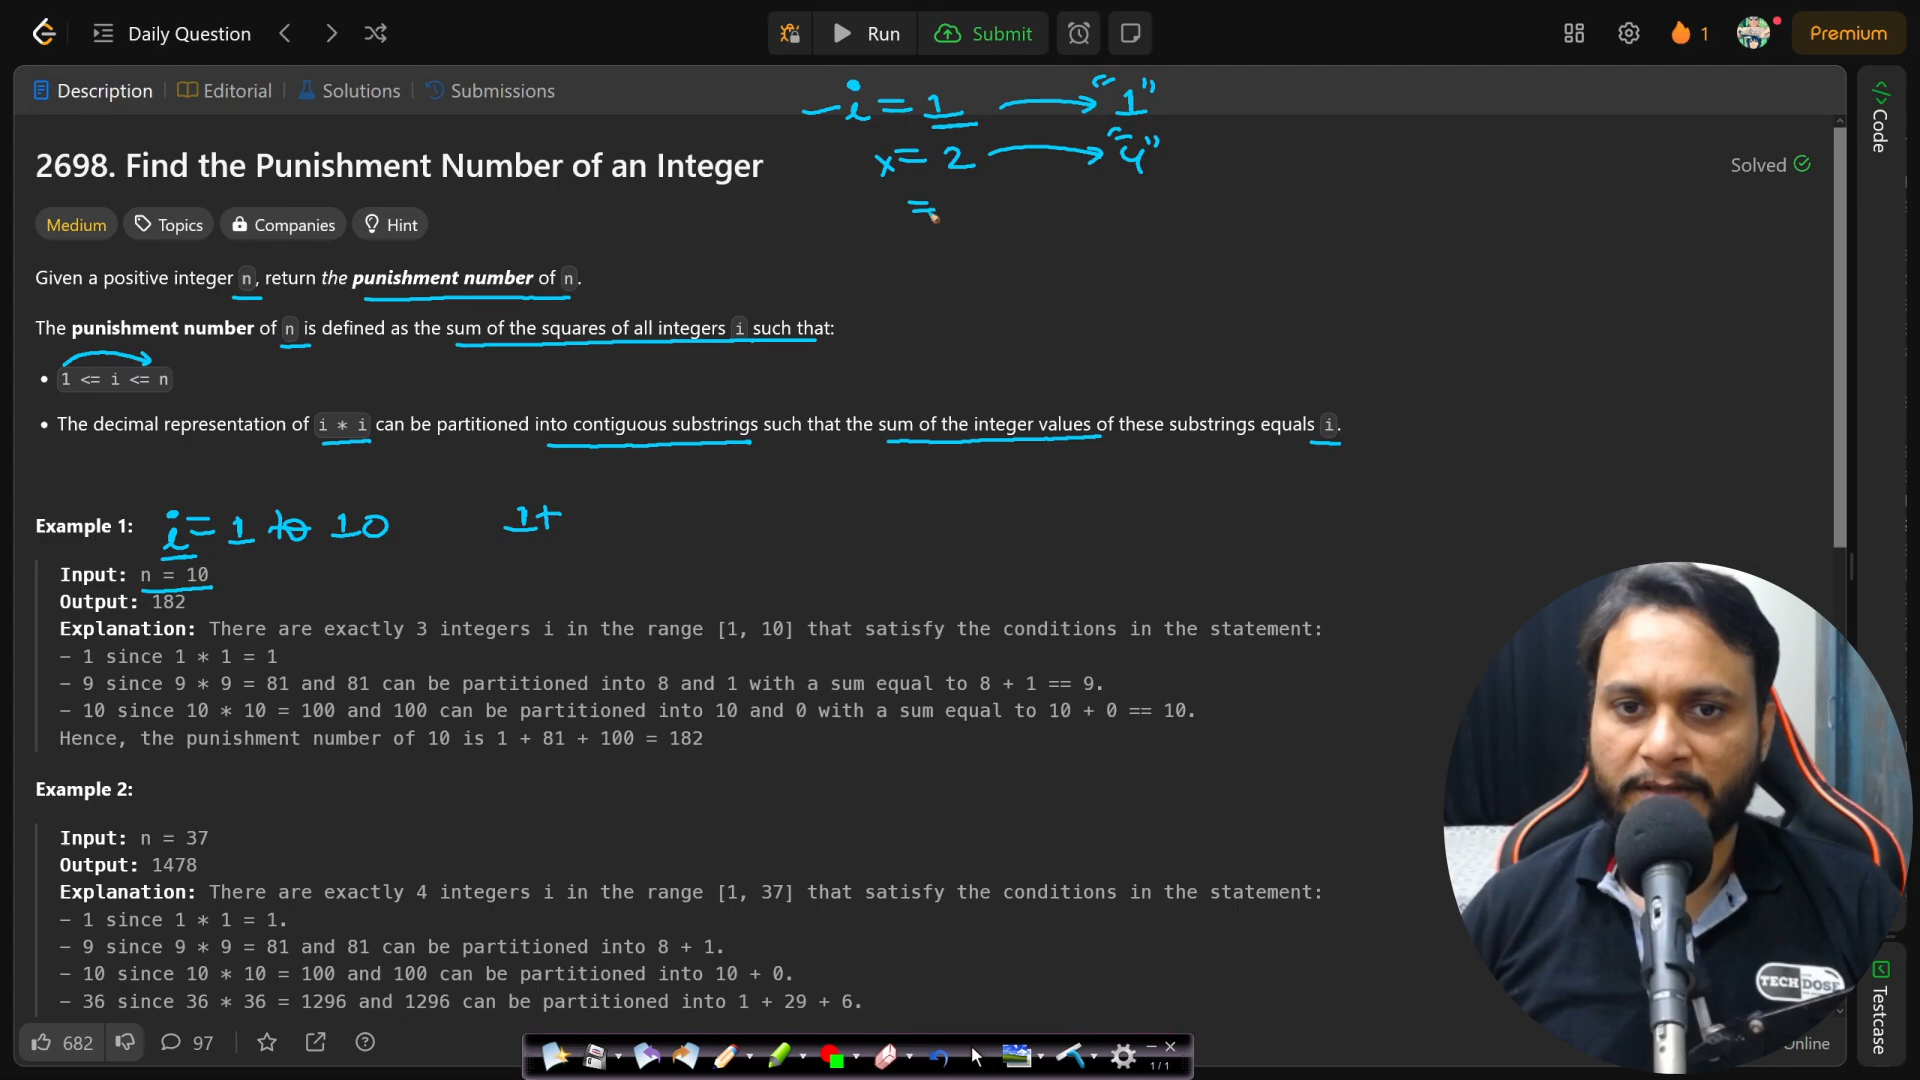 Daily Question
Run
Submit
1
Premium
Description
Editorial
Solutions
Submissions
i = 1 → "1"
x = 2 → "4"
=
Code
2698. Find the Punishment Number of an Integer
Solved
Medium
Topics
Companies
Hint
Given a positive integer n, return the punishment number of n.
The punishment number of n is defined as the sum of the squares of all integers i such that:
• 1 <= i <= n
• The decimal representation of i * i can be partitioned into contiguous substrings such that the sum of the integer values of these substrings equals i.
Example 1:
i = 1 to 10
1+
Input: n = 10
Output: 182
Explanation: There are exactly 3 integers i in the range [1, 10] that satisfy the conditions in the statement:
- 1 since 1 * 1 = 1
- 9 since 9 * 9 = 81 and 81 can be partitioned into 8 and 1 with a sum equal to 8 + 1 == 9.
- 10 since 10 * 10 = 100 and 100 can be partitioned into 10 and 0 with a sum equal to 10 + 0 == 10.
Hence, the punishment number of 10 is 1 + 81 + 100 = 182
Example 2:
Input: n = 37
Output: 1478
Explanation: There are exactly 4 integers i in the range [1, 37] that satisfy the conditions in the statement:
- 1 since 1 * 1 = 1.
- 9 since 9 * 9 = 81 and 81 can be partitioned into 8 + 1.
- 10 since 10 * 10 = 100 and 100 can be partitioned into 10 + 0.
- 36 since 36 * 36 = 1296 and 1296 can be partitioned into 1 + 29 + 6.
TECH DOSE
Testcase
682
97
Online
1/1